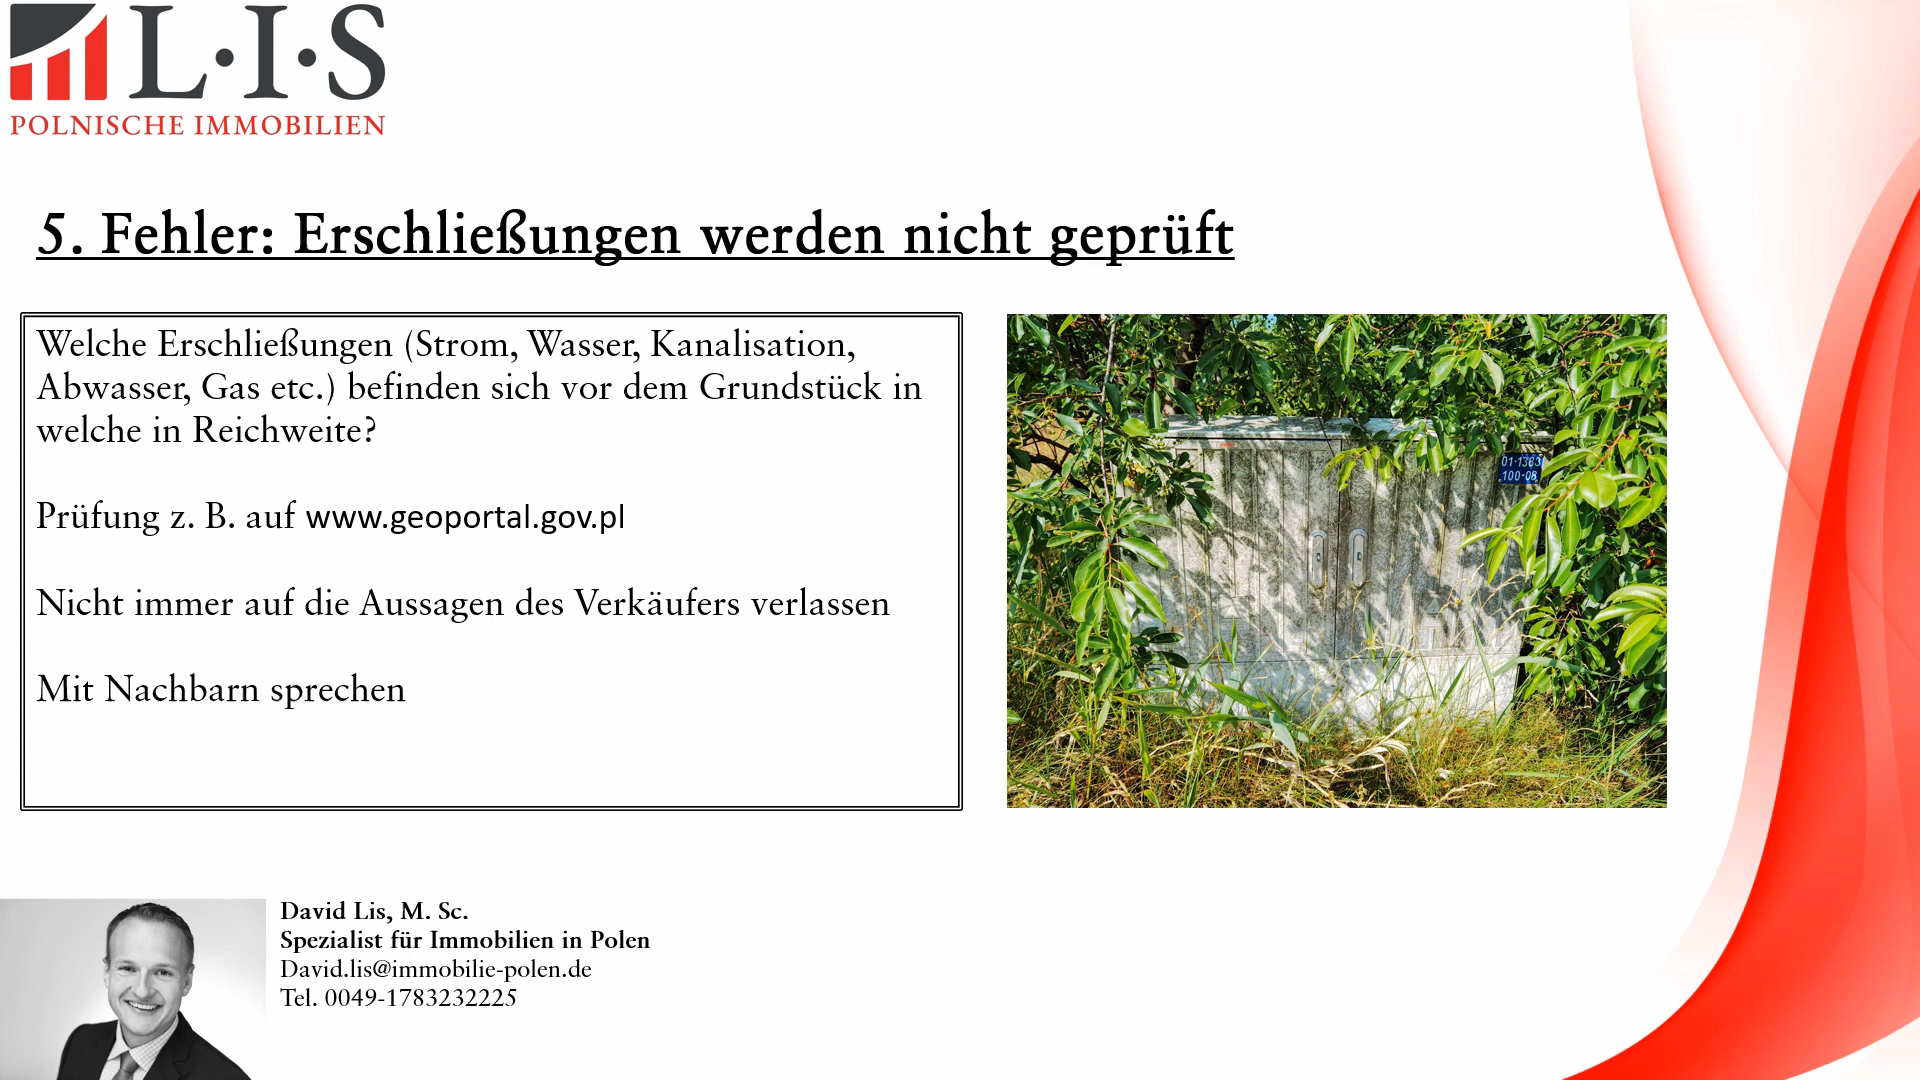 L·I·S
POLNISCHE IMMOBILIEN
5. Fehler: Erschließungen werden nicht geprüft
Welche Erschließungen (Strom, Wasser, Kanalisation,
Abwasser, Gas etc.) befinden sich vor dem Grundstück in
welche in Reichweite?
Prüfung z. B. auf www.geoportal.gov.pl
Nicht immer auf die Aussagen des Verkäufers verlassen
Mit Nachbarn sprechen
01-1383
100-08
David Lis, M. Sc.
Spezialist für Immobilien in Polen
David.lis@immobilie-polen.de
Tel. 0049-1783232225